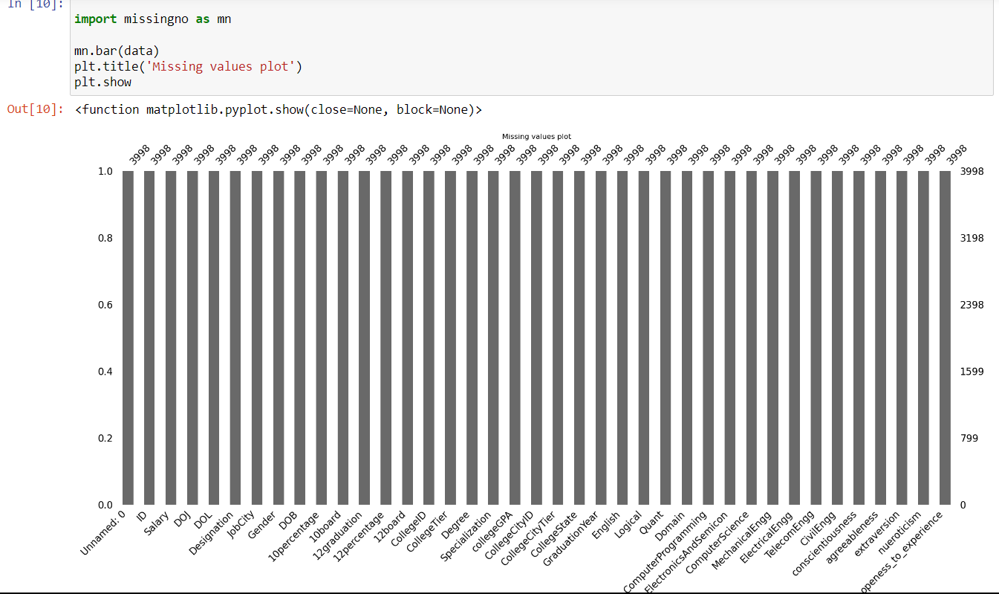 In [10]:
import missingno as mn
mn.bar(data)
plt.title('Missing values plot')
plt.show
Out[10]: <function matplotlib.pyplot.show(close=None, block=None)>
Missing values plot
3998 3998 3998 3998 3998 3998 3998 3998 3998 3998 3998 3998 3998 3998 3998 3998 3998 3998 3998 3998 3998 3998 3998 3998 3998 3998 3998 3998 3998 3998 3998 3998 3998 3998 3998 3998 3998 3998 3998
1.0 3998
0.8 3198
0.6 2398
0.4 1599
0.2 799
0.0 0
Unnamed: 0
ID
Salary
DOJ
DOL
Designation
JobCity
Gender
DOB
10percentage
10board
12graduation
12percentage
12board
CollegeID
CollegeTier
Degree
Specialization
collegeGPA
CollegeCityID
CollegeCityTier
CollegeState
GraduationYear
English
Logical
Quant
Domain
ComputerProgramming
ElectronicsAndSemicon
ComputerScience
MechanicalEngg
ElectricalEngg
TelecomEngg
CivilEngg
conscientiousness
agreeableness
extraversion
nueroticism
openess_to_experience